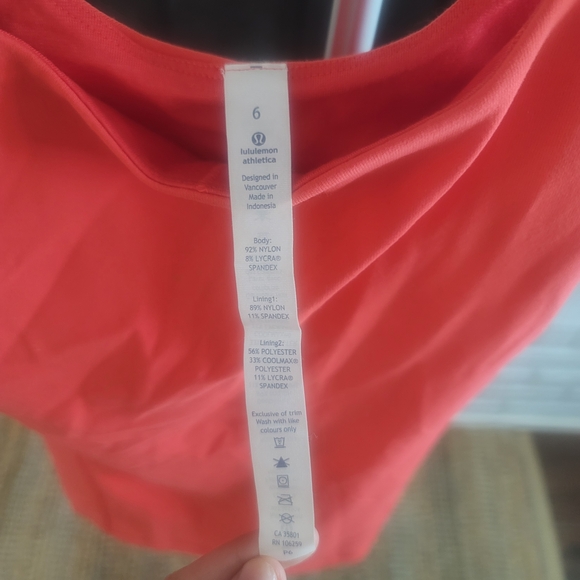 6
lululemon
athletica
Designed in
Vancouver
Made in
Indonesia
Body:
92% NYLON
8% LYCRA®
SPANDEX
Lining1:
89% NYLON
11% SPANDEX
Lining2:
56% POLYESTER
33% COOLMAX®
POLYESTER
11% LYCRA®
SPANDEX
Exclusive of trim
Wash with like
colours only
CA 35801
RN 106259